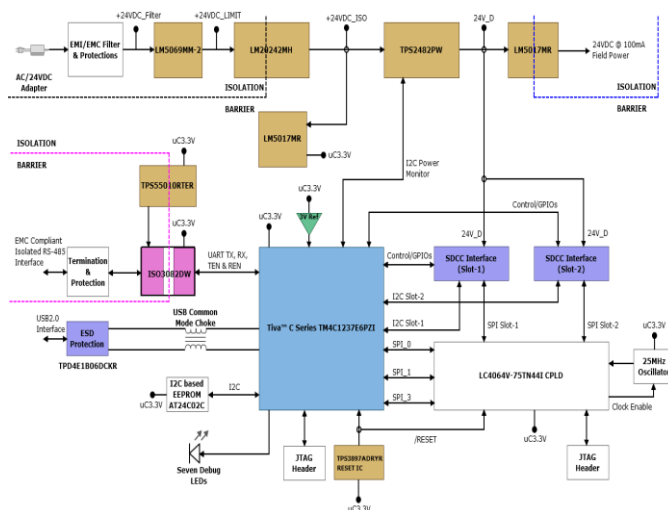 +24VDC_Filter
+24VDC_LIMIT
+24VDC_ISO
24V_D
AC/24VDC
Adapter
EMI/EMC Filter
& Protections
LM5069MM-2
LM20242MH
TPS2482PW
LM5017MR
24VDC @ 100mA
Field Power
ISOLATION
BARRIER
ISOLATION
BARRIER
LM5017MR
uC3.3V
I2C Power
Monitor
ISOLATION
BARRIER
uC3.3V
TPS55010RTER
uC3.3V
uC3.3V
uC3.3V
3V Ref
Control/GPIOs
24V_D
24V_D
EMC Compliant
Isolated RS-485
Interface
Termination
&
Protection
ISO3082DW
UART TX, RX,
TEN & REN
Tiva™ C Series TM4C1237E6PZI
Control/GPIOs
SDCC Interface
(Slot-1)
SDCC Interface
(Slot-2)
I2C Slot-2
I2C Slot-1
SPI Slot-1
SPI Slot-2
USB2.0
Interface
ESD
Protection
TPD4E1B06DCKR
USB Common
Mode Choke
SPI_0
SPI_1
SPI_3
LC4064V-75TN44I CPLD
uC3.3V
25MHz
Oscillator
Clock Enable
uC3.3V
I2C based
EEPROM
AT24C02C
I2C
Seven Debug
LEDs
JTAG
Header
/RESET
TPS3897ADRYR
RESET IC
uC3.3V
uC3.3V
JTAG
Header